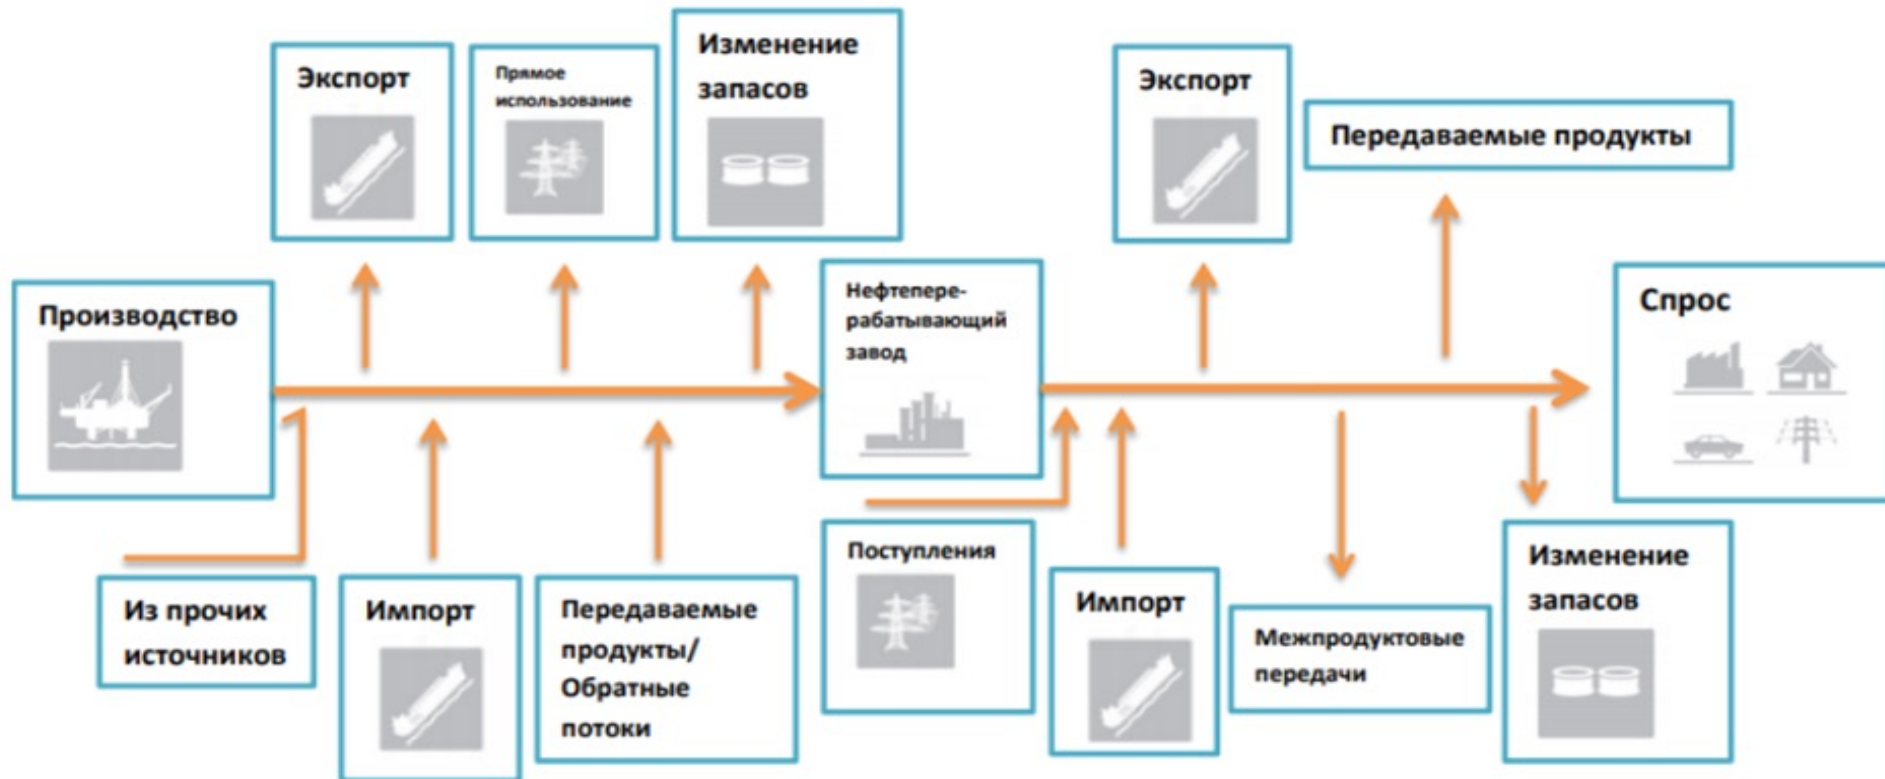 Экспорт
Прямое
использование
Изменение
запасов
Экспорт
Передаваемые продукты
Производство
Нефтепере-
рабатывающий
завод
Спрос
Из прочих
источников
Импорт
Передаваемые
продукты/
Обратные
потоки
Поступления
Импорт
Межпродуктовые
передачи
Изменение
запасов